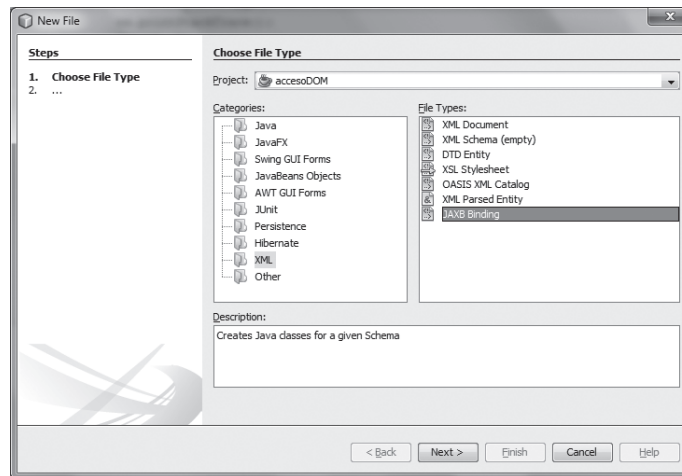 New File
Steps
1. Choose File Type
2. ...
Choose File Type
Project: accesoDOM
Categories:
Java
JavaFX
Swing GUI Forms
JavaBeans Objects
AWT GUI Forms
JUnit
Persistence
Hibernate
XML
Other
File Types:
XML Document
XML Schema (empty)
DTD Entity
XSL Stylesheet
OASIS XML Catalog
XML Parsed Entity
JAXB Binding
Description:
Creates Java classes for a given Schema
< Back Next > Finish Cancel Help